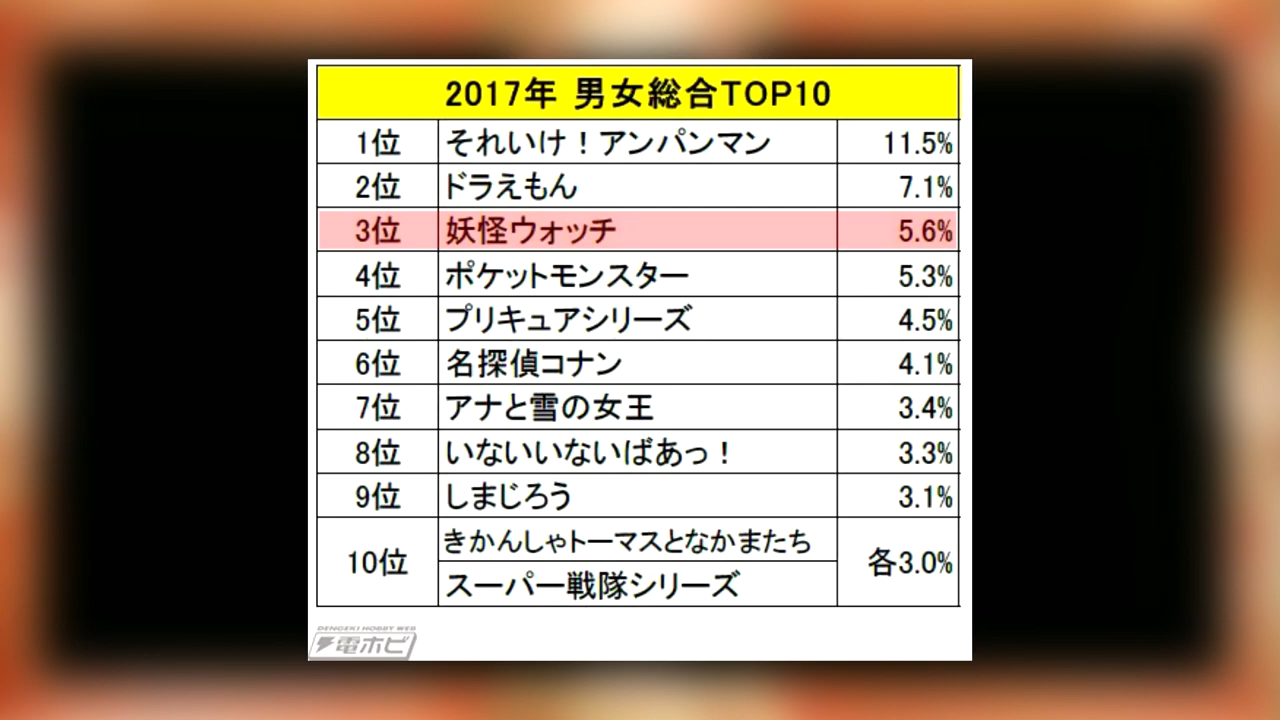 2017年 男女総合TOP10
1位 それいけ！アンパンマン 11.5%
2位 ドラえもん 7.1%
3位 妖怪ウォッチ 5.6%
4位 ポケットモンスター 5.3%
5位 プリキュアシリーズ 4.5%
6位 名探偵コナン 4.1%
7位 アナと雪の女王 3.4%
8位 いないいないばあっ！ 3.3%
9位 しまじろう 3.1%
10位 きかんしゃトーマスとなかまたち 各3.0%
スーパー戦隊シリーズ
DENGEKI HOBBY WEB
電ホビ